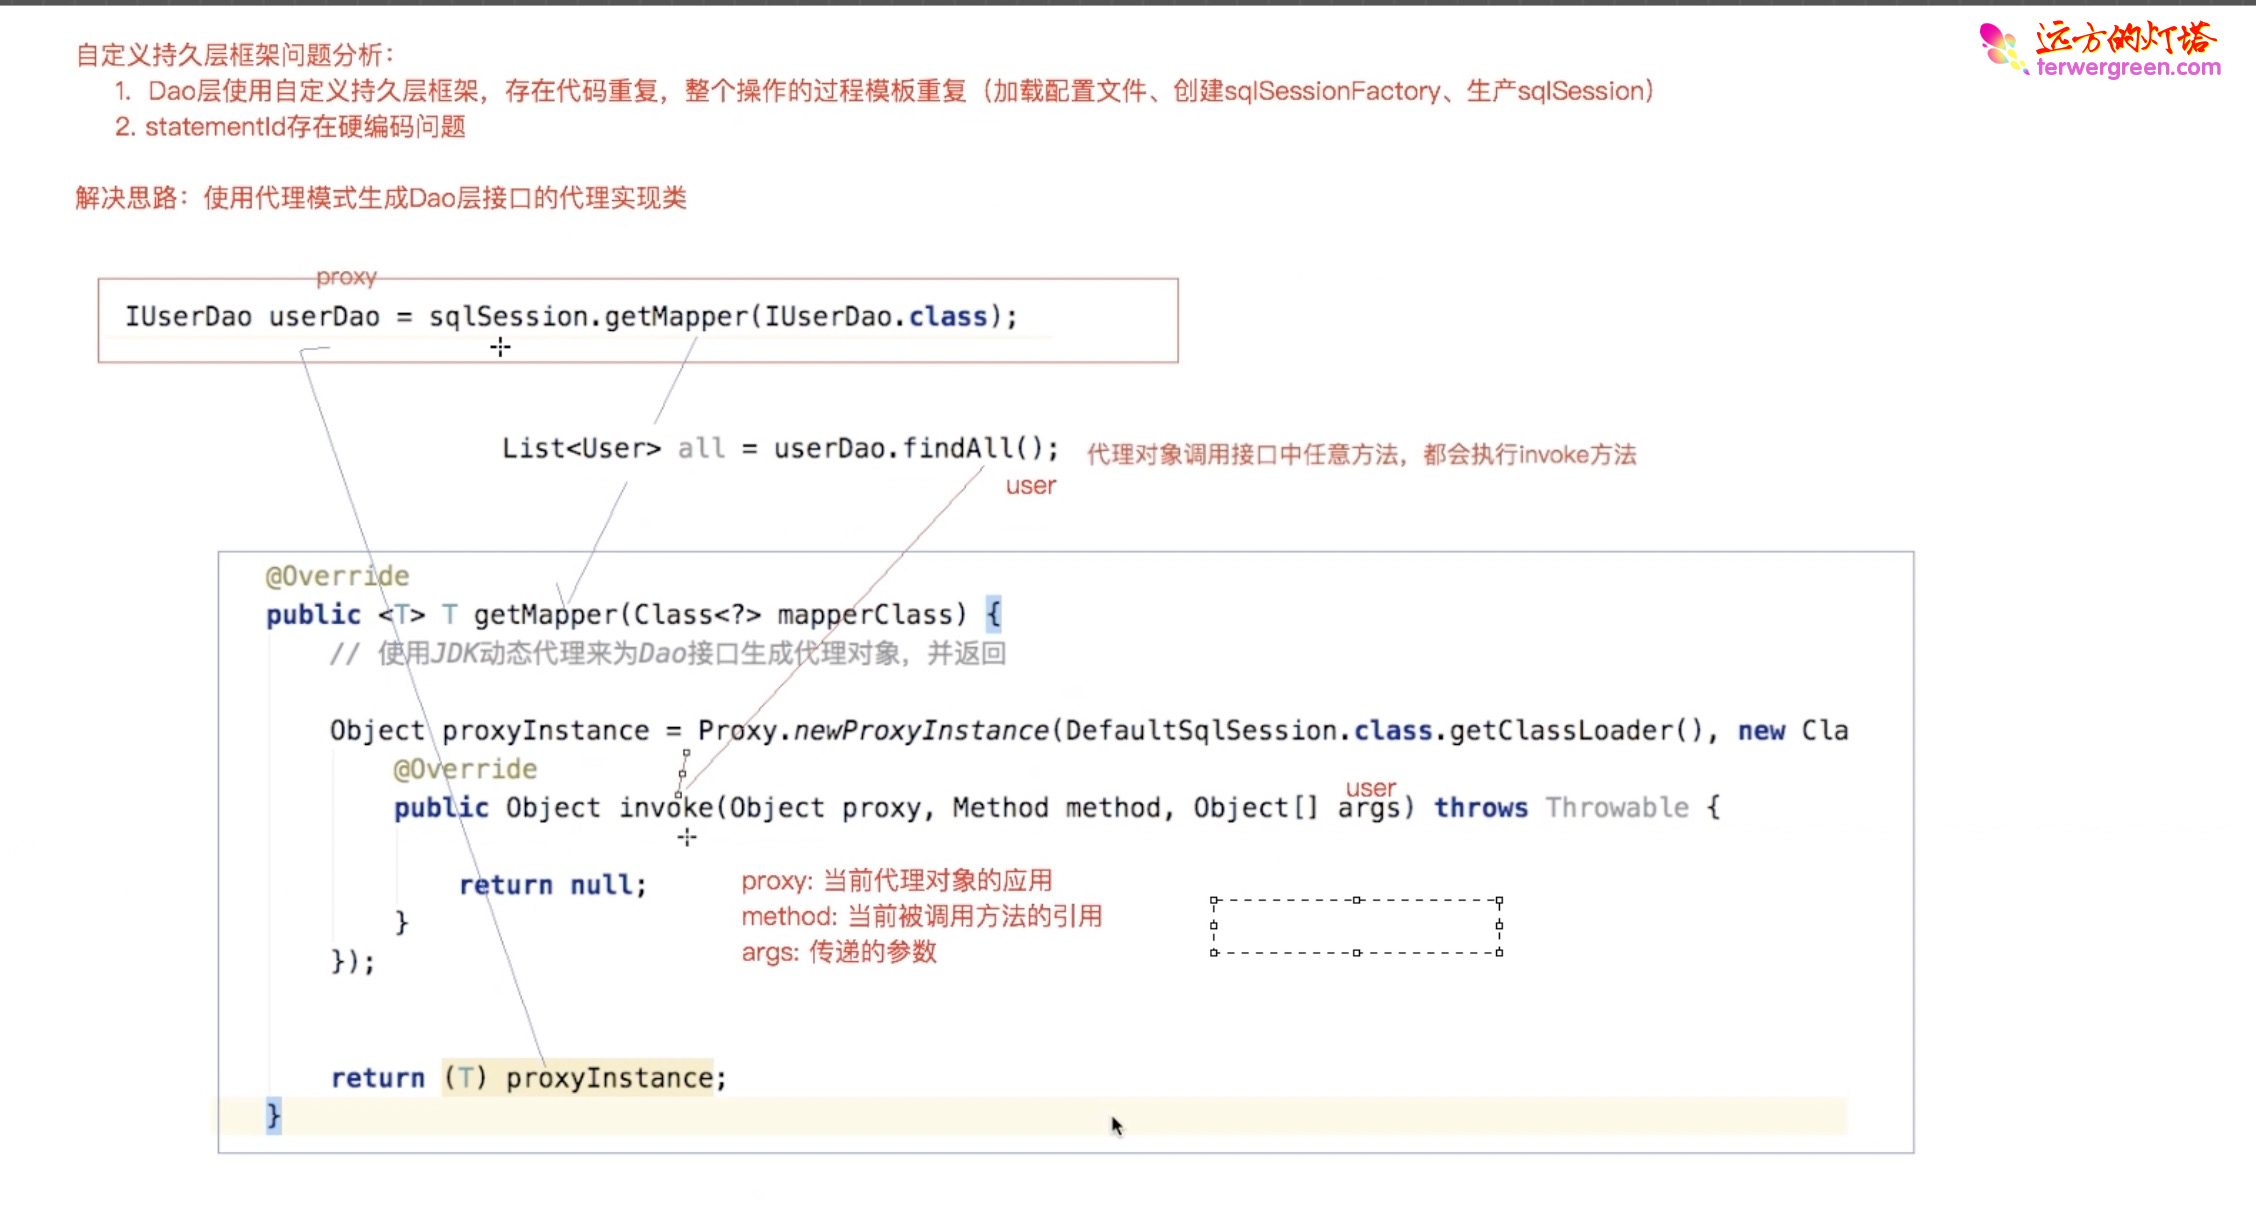 远方的灯塔
terwergreen.com
自定义持久层框架问题分析：
1. Dao层使用自定义持久层框架，存在代码重复，整个操作的过程模板重复（加载配置文件、创建sqlSessionFactory、生产sqlSession）
2. statementId存在硬编码问题
解决思路：使用代理模式生成Dao层接口的代理实现类
proxy
IUserDao userDao = sqlSession.getMapper(IUserDao.class);
List<User> all = userDao.findAll(); 代理对象调用接口中任意方法，都会执行invoke方法
user
@Override
public <T> T getMapper(Class<?> mapperClass) {
// 使用JDK动态代理来为Dao接口生成代理对象，并返回
Object proxyInstance = Proxy.newProxyInstance(DefaultSqlSession.class.getClassLoader(), new Cla
@Override
user
public Object invoke(Object proxy, Method method, Object[] args) throws Throwable {
return null; proxy: 当前代理对象的应用
method: 当前被调用方法的引用
}
args: 传递的参数
});
return (T) proxyInstance;
}